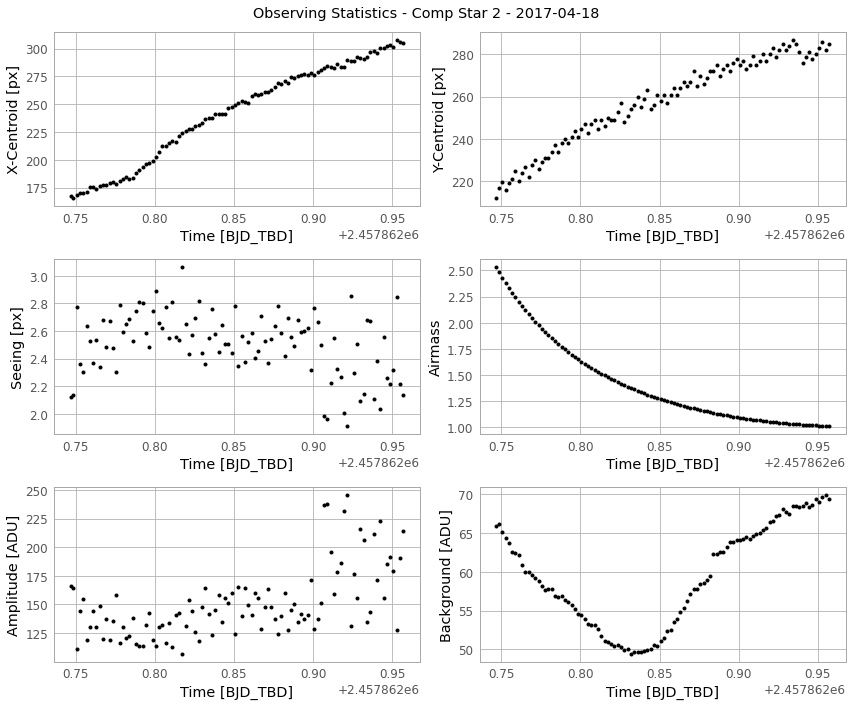 Observing Statistics - Comp Star 2 - 2017-04-18
X-Centroid [px]
300
275
250
225
200
175
0.75 0.80 0.85 0.90 0.95
+2.457862e6
Time [BJD_TBD]
Y-Centroid [px]
280
260
240
220
0.75 0.80 0.85 0.90 0.95
+2.457862e6
Time [BJD_TBD]
Seeing [px]
3.0
2.8
2.6
2.4
2.2
2.0
0.75 0.80 0.85 0.90 0.95
+2.457862e6
Time [BJD_TBD]
Airmass
2.50
2.25
2.00
1.75
1.50
1.25
1.00
0.75 0.80 0.85 0.90 0.95
+2.457862e6
Time [BJD_TBD]
Amplitude [ADU]
250
225
200
175
150
125
0.75 0.80 0.85 0.90 0.95
+2.457862e6
Time [BJD_TBD]
Background [ADU]
70
65
60
55
50
0.75 0.80 0.85 0.90 0.95
+2.457862e6
Time [BJD_TBD]